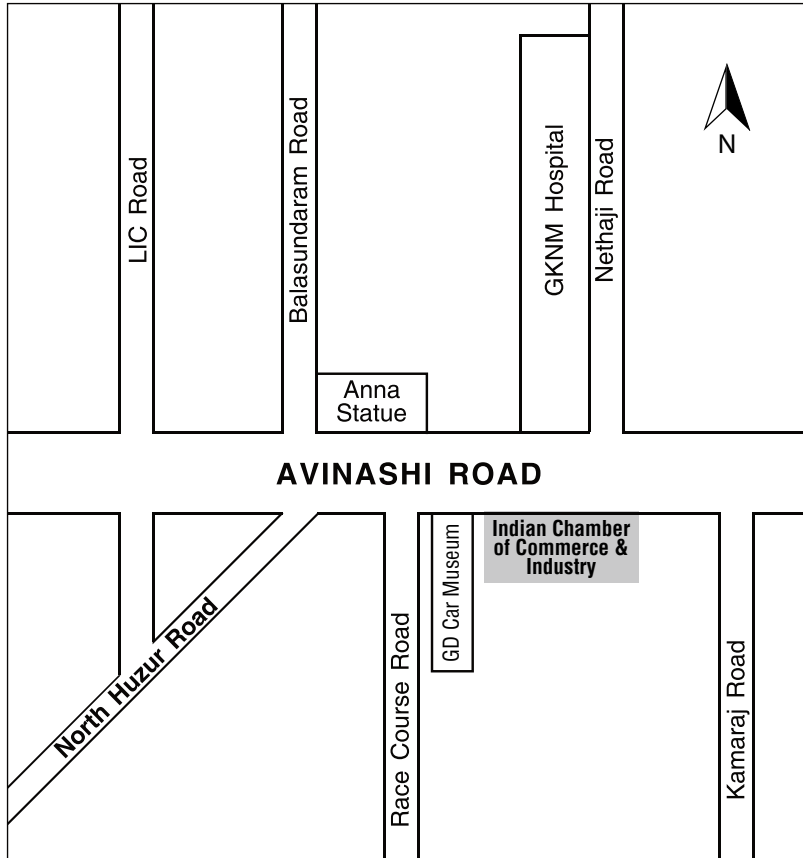 LIC Road
Balasundaram Road
GKNM Hospital
Nethaji Road
N
Anna
Statue
AVINASHI ROAD
North Huzur Road
Race Course Road
GD Car Museum
Indian Chamber
of Commerce &
Industry
Kamaraj Road